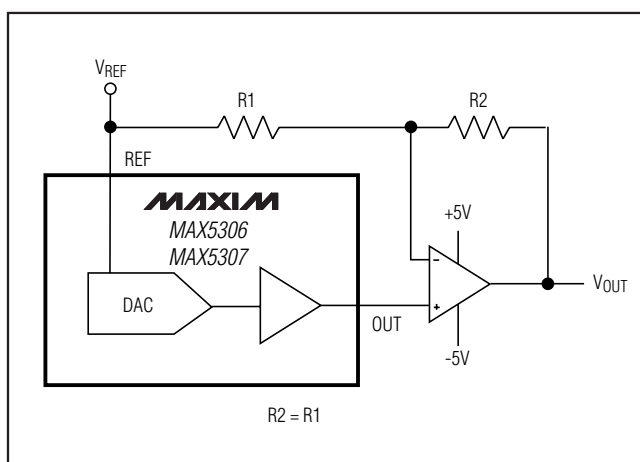 VREF
R1
R2
REF
MAXIM
MAX5306
MAX5307
+5V
-
DAC
+
VOUT
OUT
-5V
R2 = R1